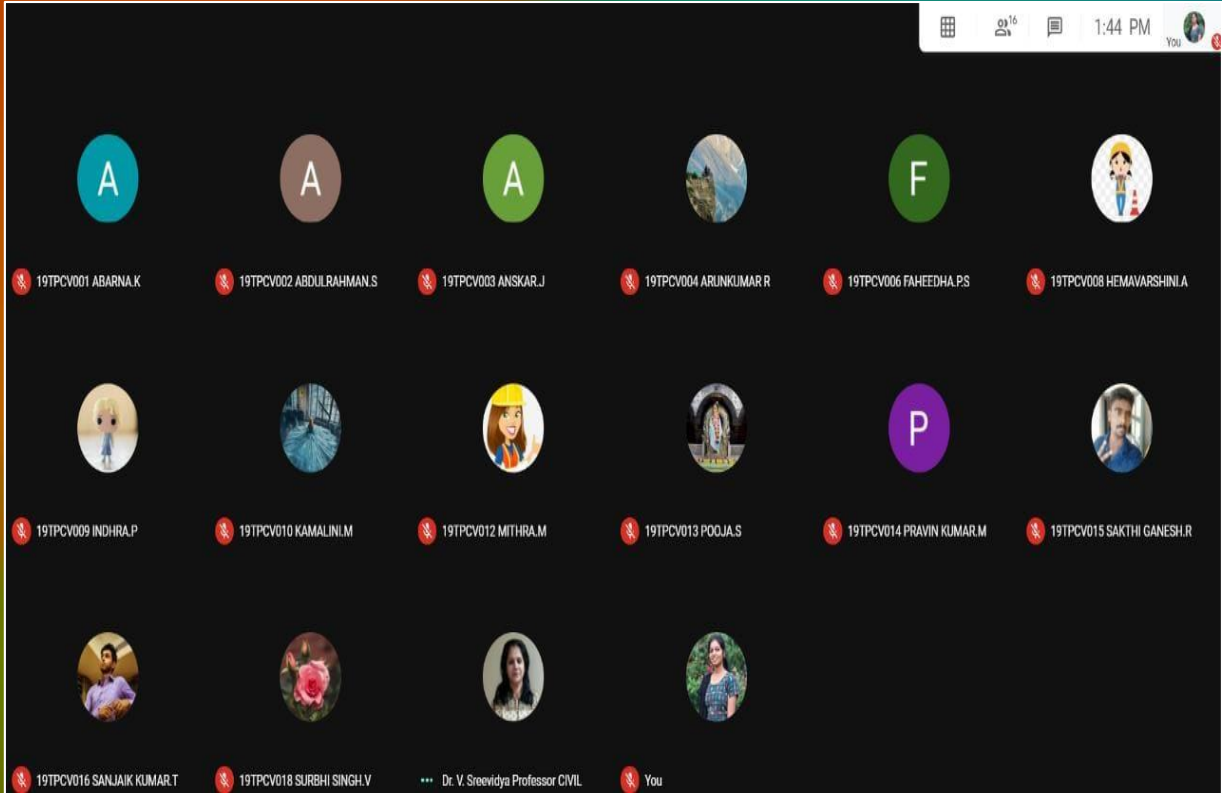 16 1:44 PM You
A A A F
19TPCV001 ABARNA.K 19TPCV002 ABDULRAHMAN.S 19TPCV003 ANSKAR.J 19TPCV004 ARUNKUMAR R 19TPCV006 FAHEEDHA.P.S 19TPCV008 HEMAVARSHINI.A
P
19TPCV009 INDHRA.P 19TPCV010 KAMALINI.M 19TPCV012 MITHRA.M 19TPCV013 POOJA.S 19TPCV014 PRAVIN KUMAR.M 19TPCV015 SAKTHI GANESH.R
19TPCV016 SANJAIK KUMAR.T 19TPCV018 SURBHI SINGH.V Dr. V. Sreevidya Professor CIVIL You